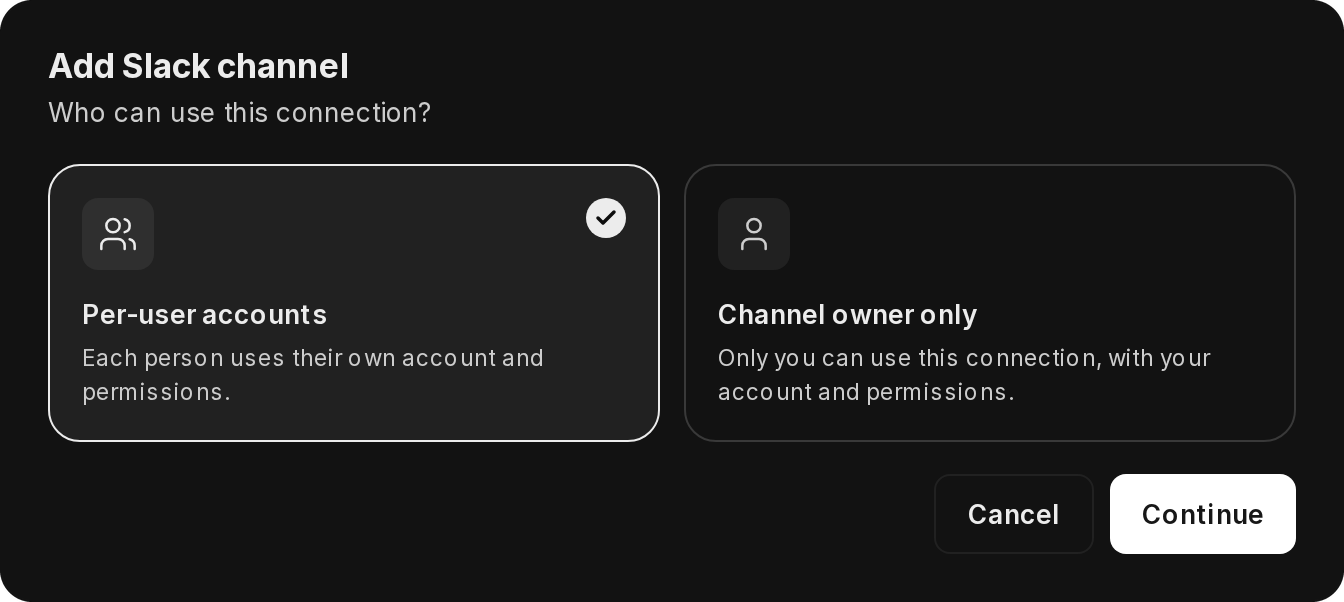 Add Slack channel
Who can use this connection?
Per-user accounts
Each person uses their own account and
permissions.
Channel owner only
Only you can use this connection, with your
account and permissions.
Cancel
Continue